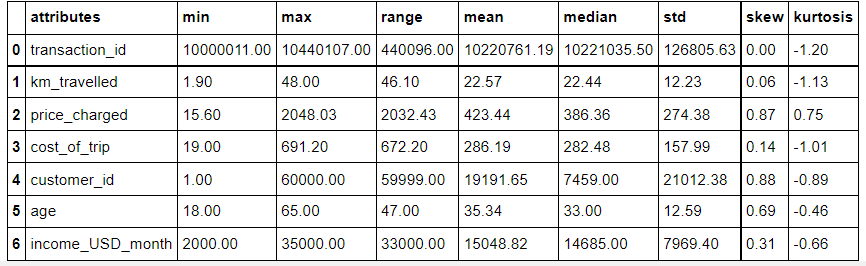 attributes min max range mean median std skew kurtosis
0 transaction_id 10000011.00 10440107.00 440096.00 10220761.19 10221035.50 126805.63 0.00 -1.20
1 km_travelled 1.90 48.00 46.10 22.57 22.44 12.23 0.06 -1.13
2 price_charged 15.60 2048.03 2032.43 423.44 386.36 274.38 0.87 0.75
3 cost_of_trip 19.00 691.20 672.20 286.19 282.48 157.99 0.14 -1.01
4 customer_id 1.00 60000.00 59999.00 19191.65 7459.00 21012.38 0.88 -0.89
5 age 18.00 65.00 47.00 35.34 33.00 12.59 0.69 -0.46
6 income_USD_month 2000.00 35000.00 33000.00 15048.82 14685.00 7969.40 0.31 -0.66